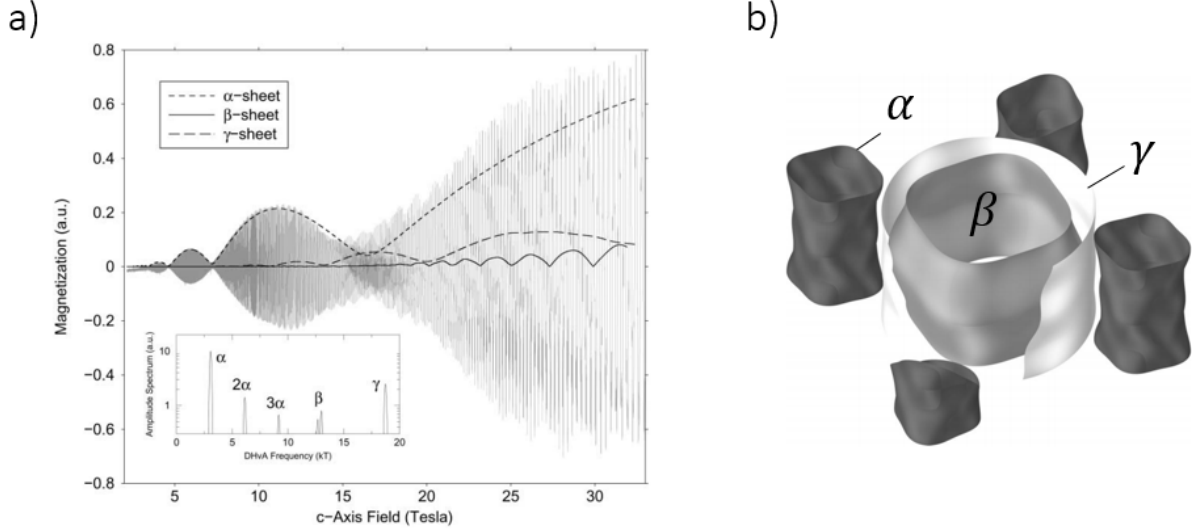 a)
b)
0.8
0.6
0.4
0.2
0
−0.2
−0.4
−0.6
−0.8
Magnetization (a.u.)
α−sheet
β−sheet
γ−sheet
Amplitude Spectrum (a.u.)
10
1
α
2α
3α
β
γ
0 5 10 15 20
DHvA Frequency (kT)
5 10 15 20 25 30
c-Axis Field (Tesla)
α
γ
β